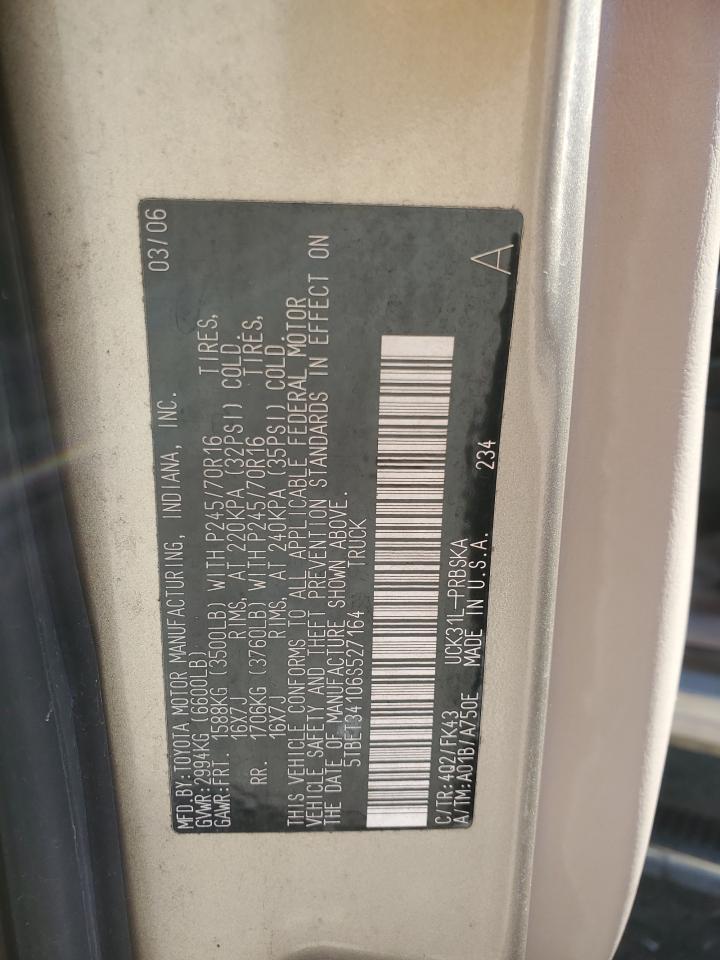 MFD.BY:TOYOTA MOTOR MANUFACTURING, INDIANA, INC. 03/06
GVWR:2994KG (6600LB)
GAWR:FRT. 1588KG (3500LB) WITH P245/70R16 TIRES,
16X7J RIMS, AT 220KPA (32PSI) COLD.
RR. 1706KG (3760LB) WITH P245/70R16 TIRES,
16X7J RIMS, AT 240KPA (35PSI) COLD.
THIS VEHICLE CONFORMS TO ALL APPLICABLE FEDERAL MOTOR
VEHICLE SAFETY AND THEFT PREVENTION STANDARDS IN EFFECT ON
THE DATE OF MANUFACTURE SHOWN ABOVE.
5TBET34106S527164 TRUCK
C/TR:4Q2/FK43 UCK31L-PRBSKA A
A/TM:A01B/A750E MADE IN U.S.A. 234